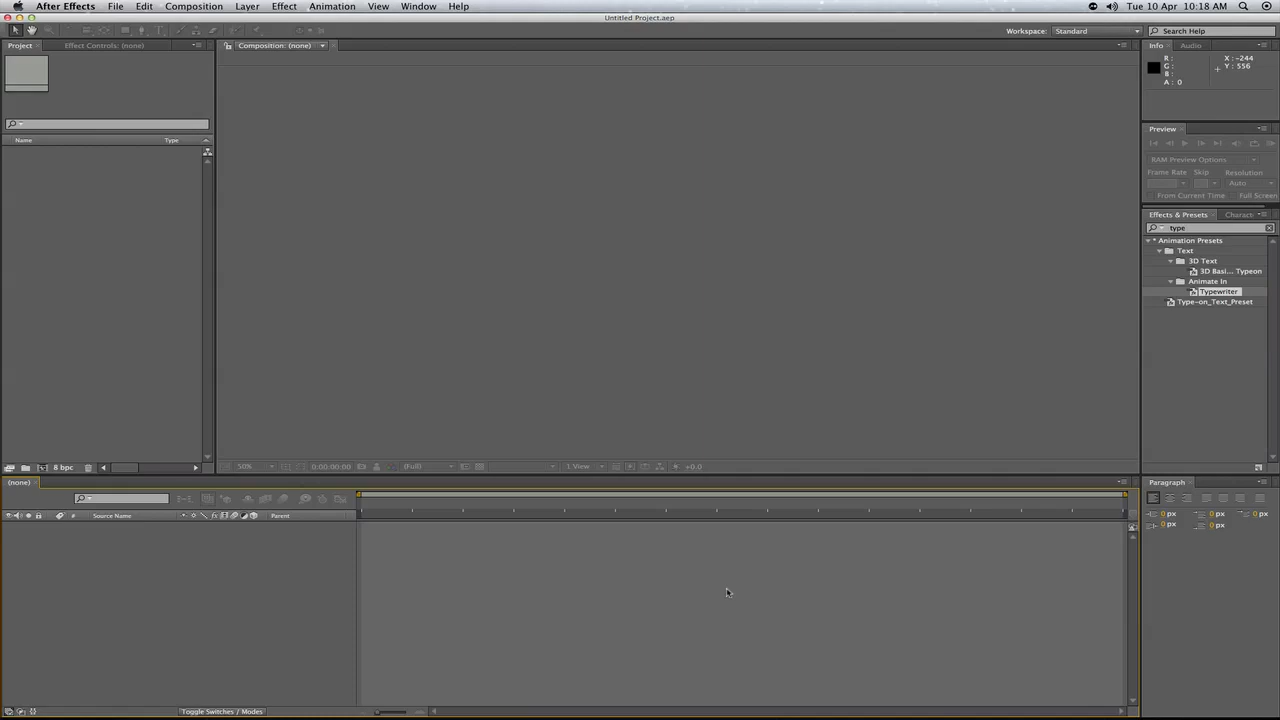 After Effects File Edit Composition Layer Effect Animation View Window Help Tue 10 Apr 10:18 AM
Untitled Project.aep
Workspace: Standard Search Help
Project Effect Controls: (none) Composition: (none) Info Audio
R : X : -244
G : Y : 556
B :
A : 0
Preview
Name Type
RAM Preview Options
Frame Rate Skip Resolution
Auto
From Current Time Full Screen
Effects & Presets Charact
type
* Animation Presets
Text
3D Text
3D Basi... Typeon
Animate In
Typewriter
Type-on_Text_Preset
8 bpc 50% 0:00:00:00 (Full) 1 View +0.0
(none) Paragraph
# Source Name fx Parent
0 px 0 px 0 px
0 px 0 px
Toggle Switches / Modes